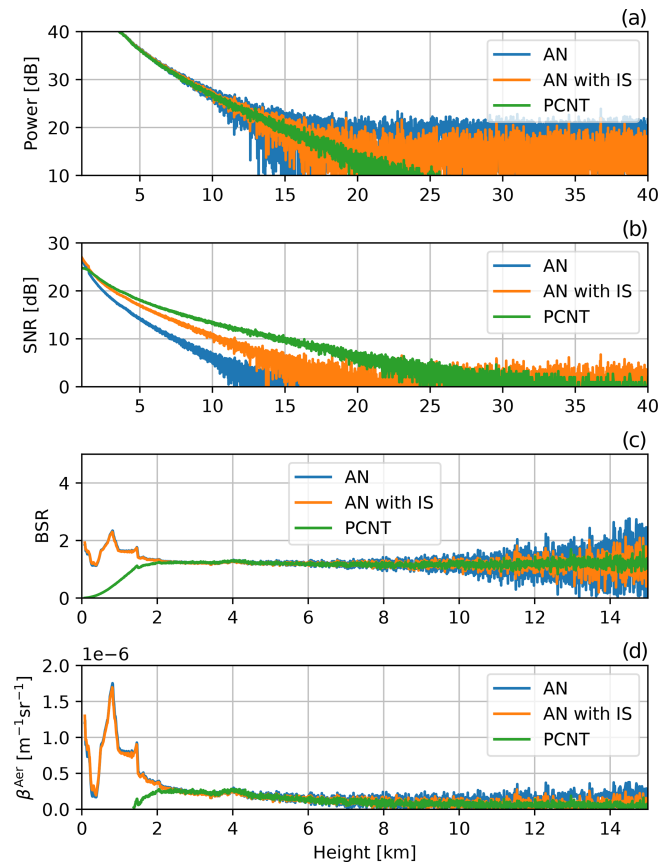 (a)
40
30
20
10
Power [dB]
AN
AN with IS
PCNT
5 10 15 20 25 30 35 40
(b)
30
20
10
0
SNR [dB]
AN
AN with IS
PCNT
5 10 15 20 25 30 35 40
(c)
4
2
0
BSR
AN
AN with IS
PCNT
0 2 4 6 8 10 12 14
1e−6
(d)
2.0
1.5
1.0
0.5
0.0
β^Aer [m⁻¹sr⁻¹]
AN
AN with IS
PCNT
0 2 4 6 8 10 12 14
Height [km]